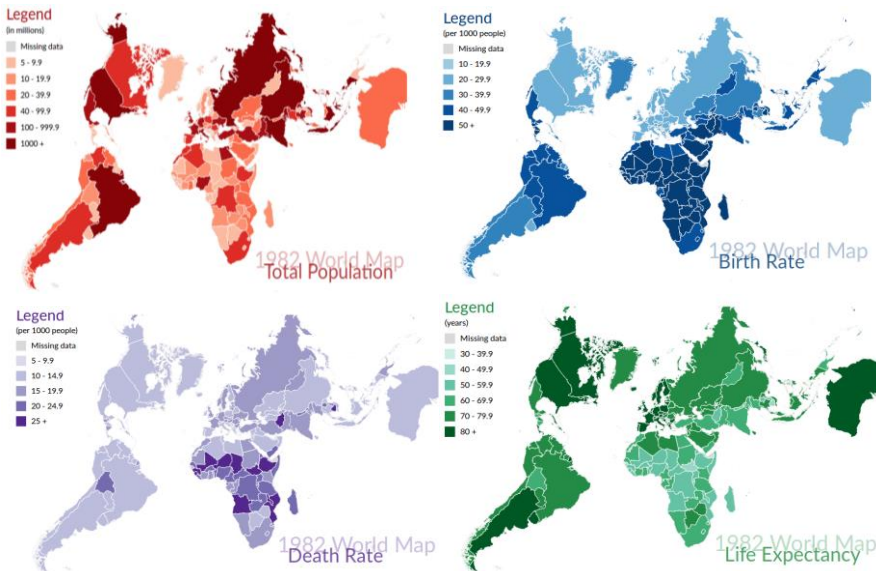 Legend
(in millions)
Missing data
5 - 9.9
10 - 19.9
20 - 39.9
40 - 99.9
100 - 999.9
1000 +
1982 World Map
Total Population
Legend
(per 1000 people)
Missing data
10 - 19.9
20 - 29.9
30 - 39.9
40 - 49.9
50 +
1982 World Map
Birth Rate
Legend
(per 1000 people)
Missing data
5 - 9.9
10 - 14.9
15 - 19.9
20 - 24.9
25 +
1982 World Map
Death Rate
Legend
(years)
Missing data
30 - 39.9
40 - 49.9
50 - 59.9
60 - 69.9
70 - 79.9
80 +
1982 World Map
Life Expectancy